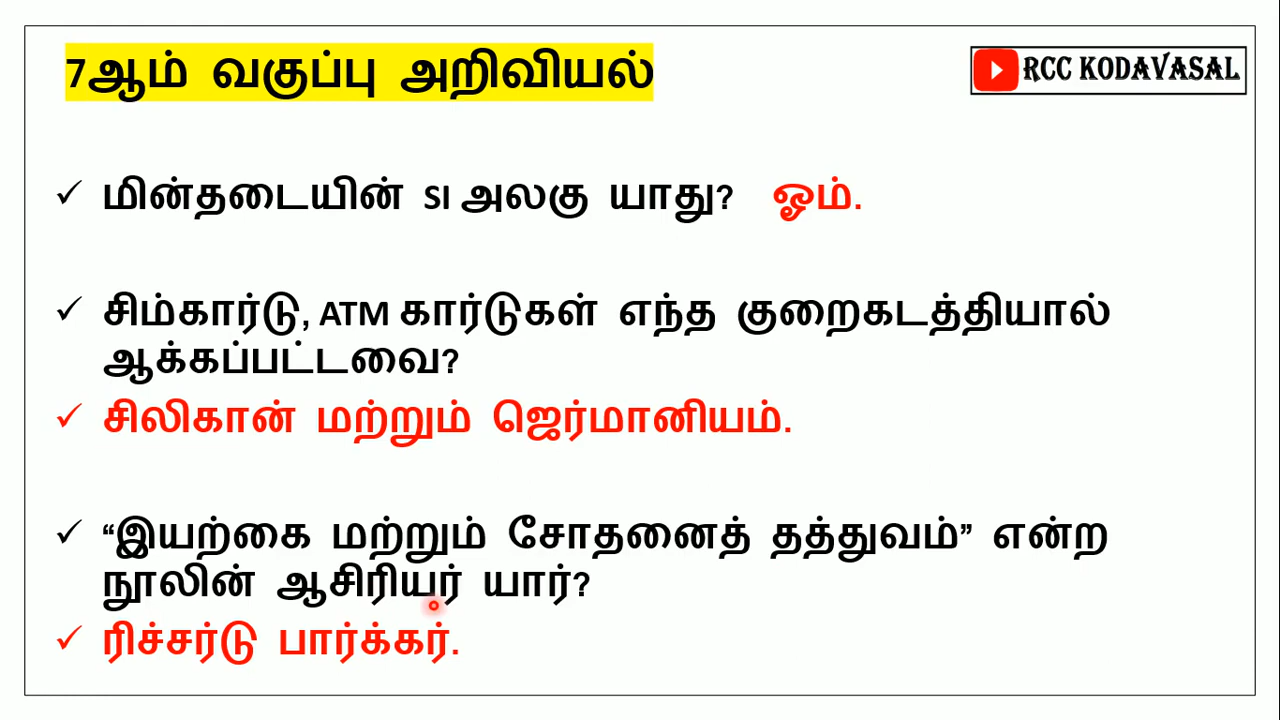 7ஆம் வகுப்பு அறிவியல்
RCC KODAVASAL
✓ மின்தடையின் SI அலகு யாது? ஓம்.
✓ சிம்கார்டு, ATM கார்டுகள் எந்த குறைகடத்தியால்
ஆக்கப்பட்டவை?
✓ சிலிகான் மற்றும் ஜெர்மானியம்.
✓ “இயற்கை மற்றும் சோதனைத் தத்துவம்” என்ற
நூலின் ஆசிரியர் யார்?
✓ ரிச்சர்டு பார்க்கர்.